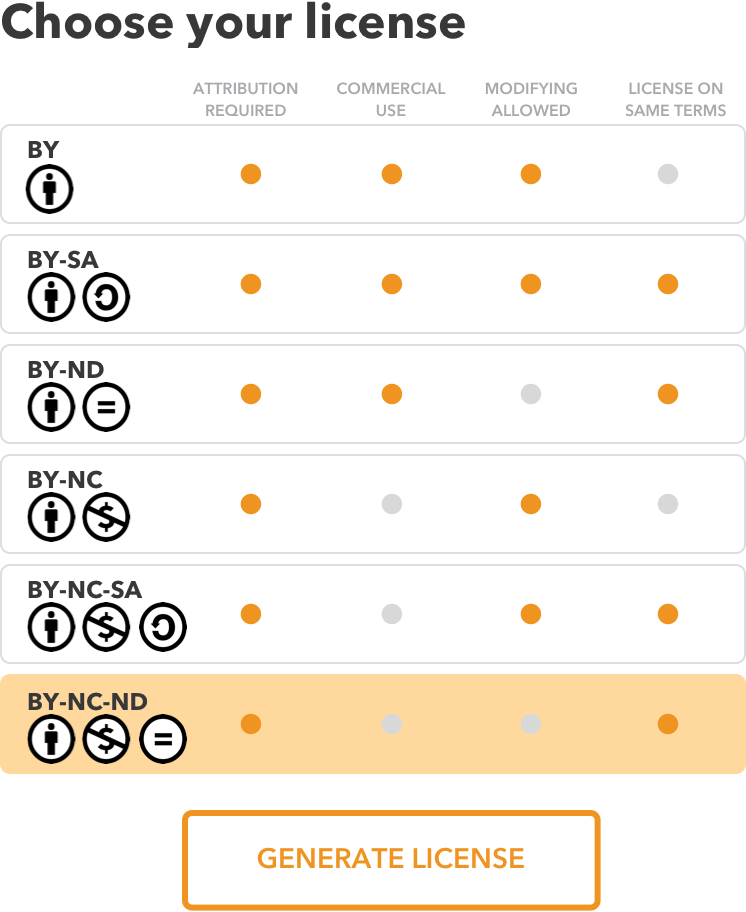 Choose your license
ATTRIBUTION REQUIRED
COMMERCIAL USE
MODIFYING ALLOWED
LICENSE ON SAME TERMS
BY
BY-SA
BY-ND
=
BY-NC
$
BY-NC-SA
$
BY-NC-ND
$ =
GENERATE LICENSE